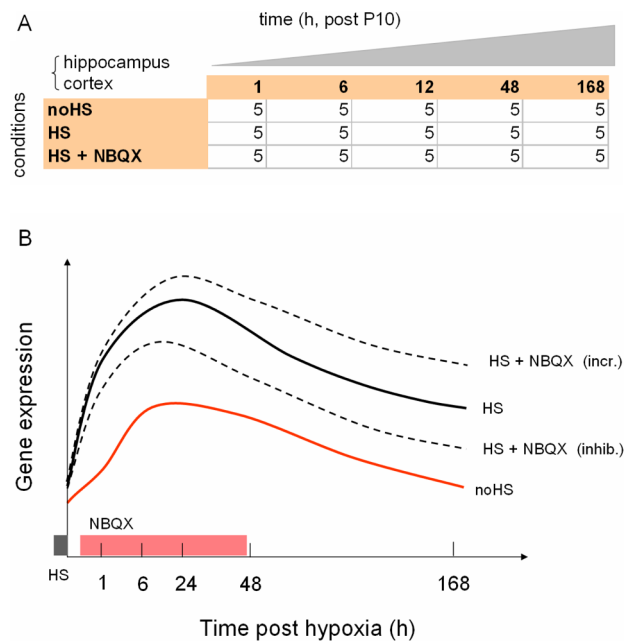 A
time (h, post P10)
hippocampus
cortex
1 6 12 48 168
conditions
noHS 5 5 5 5 5
HS 5 5 5 5 5
HS + NBQX 5 5 5 5 5
B
Gene expression
HS + NBQX (incr.)
HS
HS + NBQX (inhib.)
noHS
NBQX
HS
1 6 24 48 168
Time post hypoxia (h)